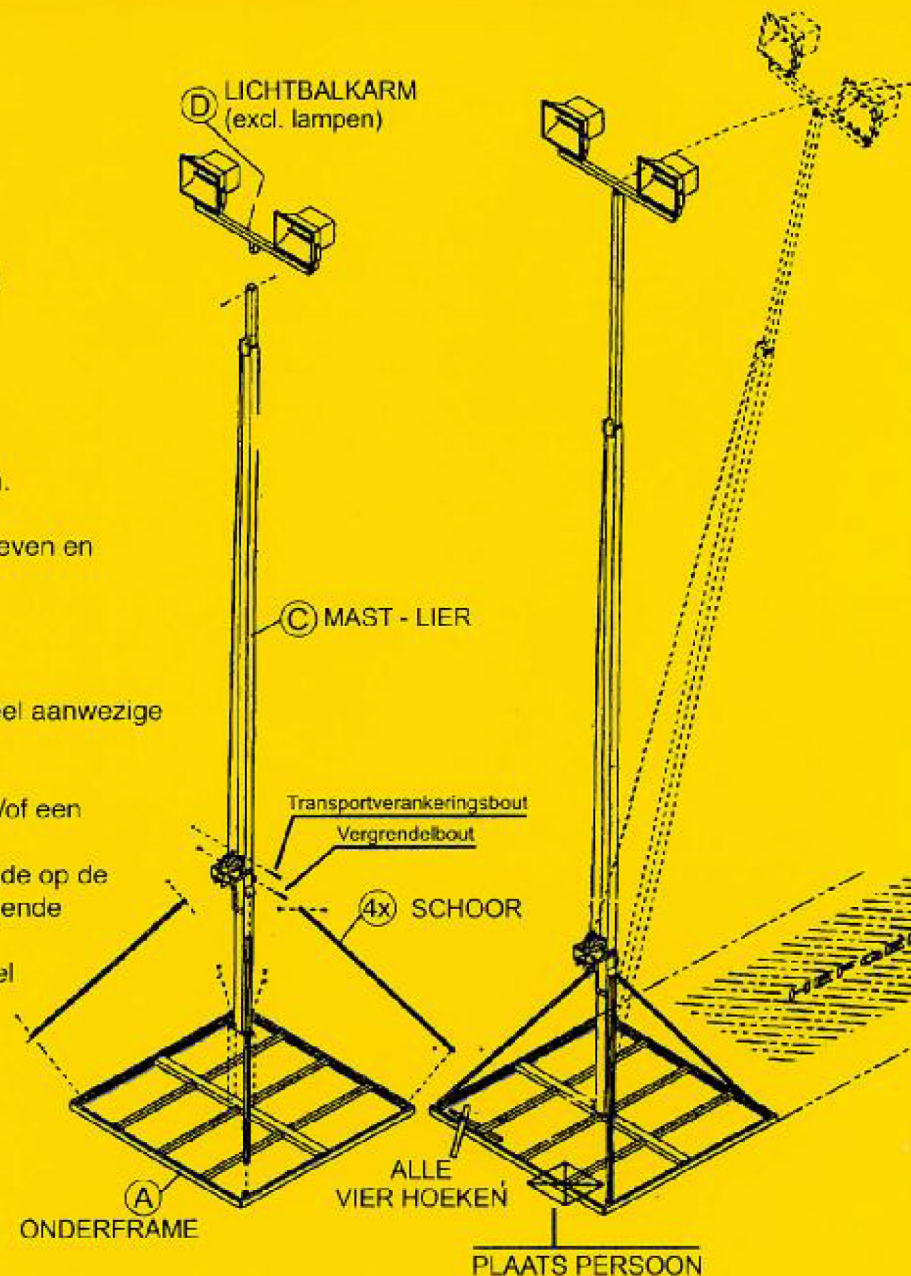 D LICHTBALKARM
(excl. lampen)
even en
C MAST - LIER
eel aanwezige
Transportverankeringsbout
/of een
Vergrendelbout
de op de
ende
4x SCHOOR
el
ALLE
VIER HOEKEN
A
ONDERFRAME
PLAATS PERSOON